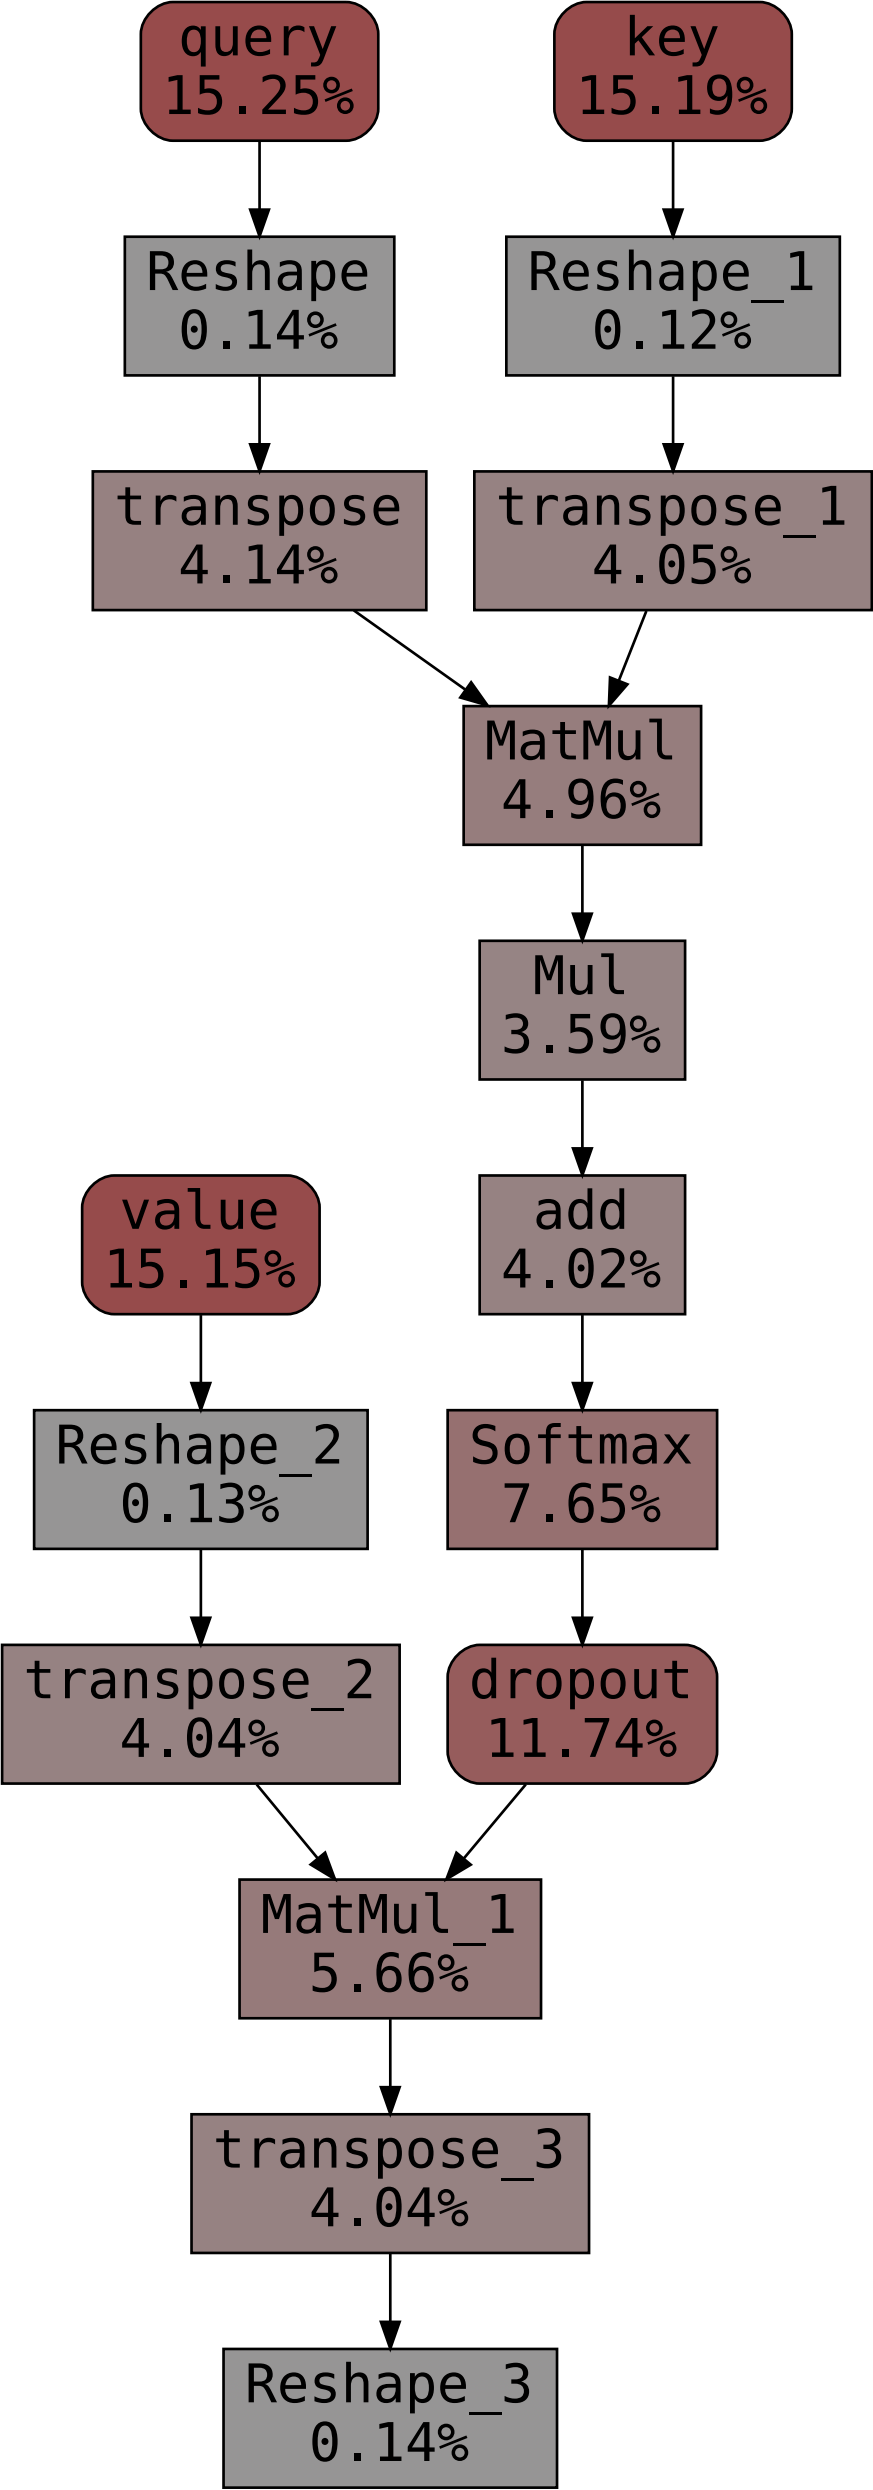 query
15.25%
key
15.19%
Reshape
0.14%
Reshape_1
0.12%
transpose
4.14%
transpose_1
4.05%
MatMul
4.96%
Mul
3.59%
add
4.02%
value
15.15%
Reshape_2
0.13%
Softmax
7.65%
transpose_2
4.04%
dropout
11.74%
MatMul_1
5.66%
transpose_3
4.04%
Reshape_3
0.14%